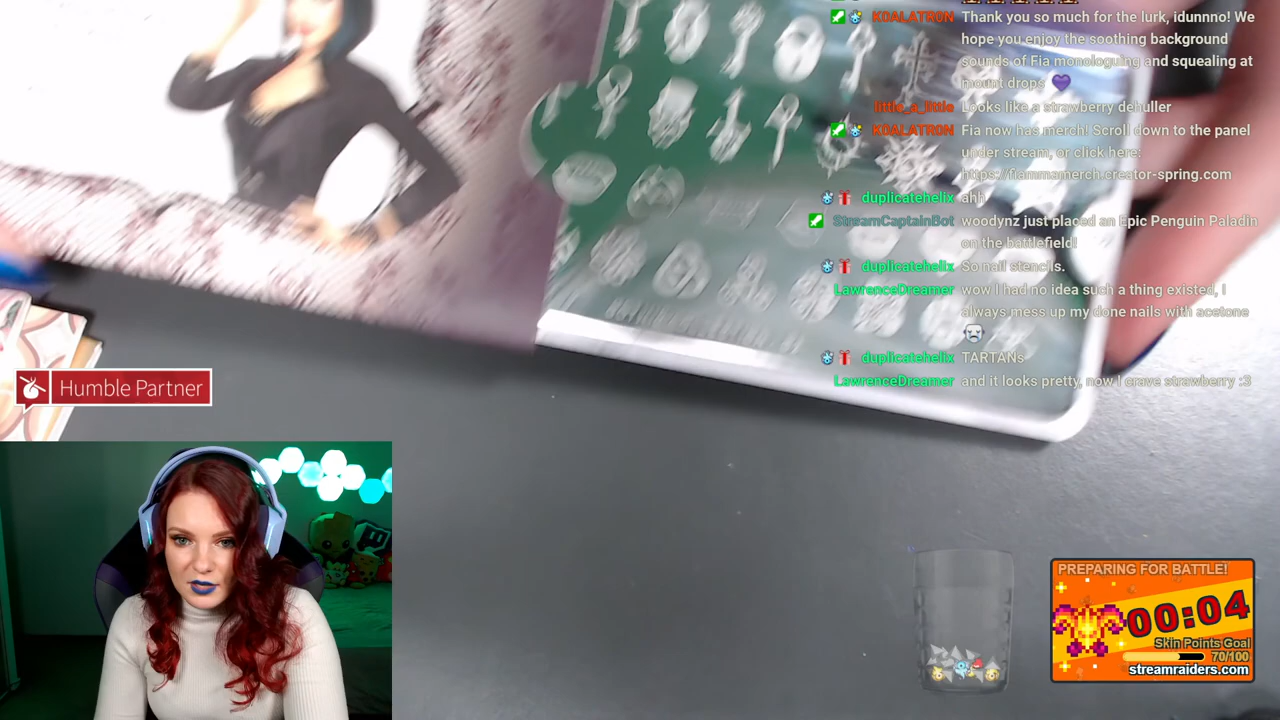 KOALATRON Thank you so much for the lurk, idunnno! We
hope you enjoy the soothing background
sounds of Fia monologuing and squealing at
mount drops 💜
little_a_little Looks like a strawberry dehuller
KOALATRON Fia now has merch! Scroll down to the panel
under stream, or click here:
https://fiammamerch.creator-spring.com
duplicatehelix ahh
StreamCaptainBot woodynz just placed an Epic Penguin Paladin
on the battlefield!
duplicatehelix So nail stencils.
LawrenceDreamer wow I had no idea such a thing existed, I
always mess up my done nails with acetone
duplicatehelix TARTANs
LawrenceDreamer and it looks pretty, now I crave strawberry :3
Humble Partner
PREPARING FOR BATTLE!
00:04
Skin Points Goal
70/100
streamraiders.com